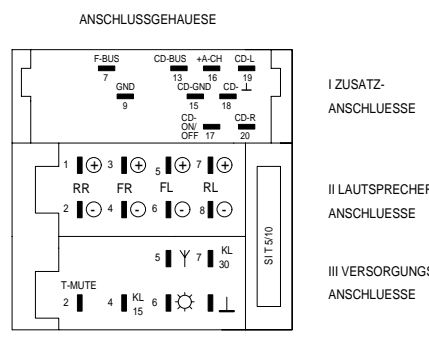 ANSCHLUSSGEHAUESE
F-BUS CD-BUS +A-CH CD-L
7 13 16 19
GND CD-GND CD-
9 15 18
CD-
ON/
OFF 17
CD-R
20
I ZUSATZ-
ANSCHLUESSE
1 + 3 + 5 + 7 +
RR FR FL RL
2 - 4 - 6 - 8 -
II LAUTSPRECHER
ANSCHLUESSE
SI T 5/10
5 7 KL
30
T-MUTE
2 4 KL
15
6
III VERSORGUNGS
ANSCHLUESSE